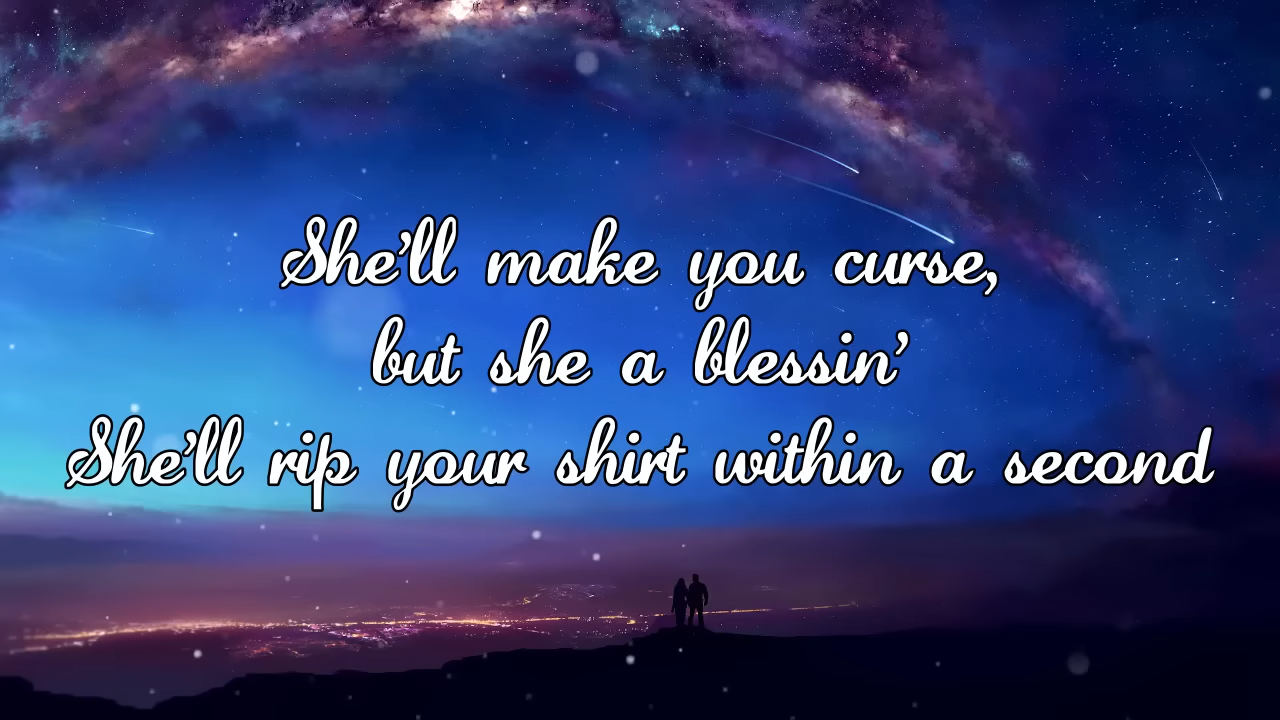 She’ll make you curse,
but she a blessin’
She’ll rip your shirt within a second